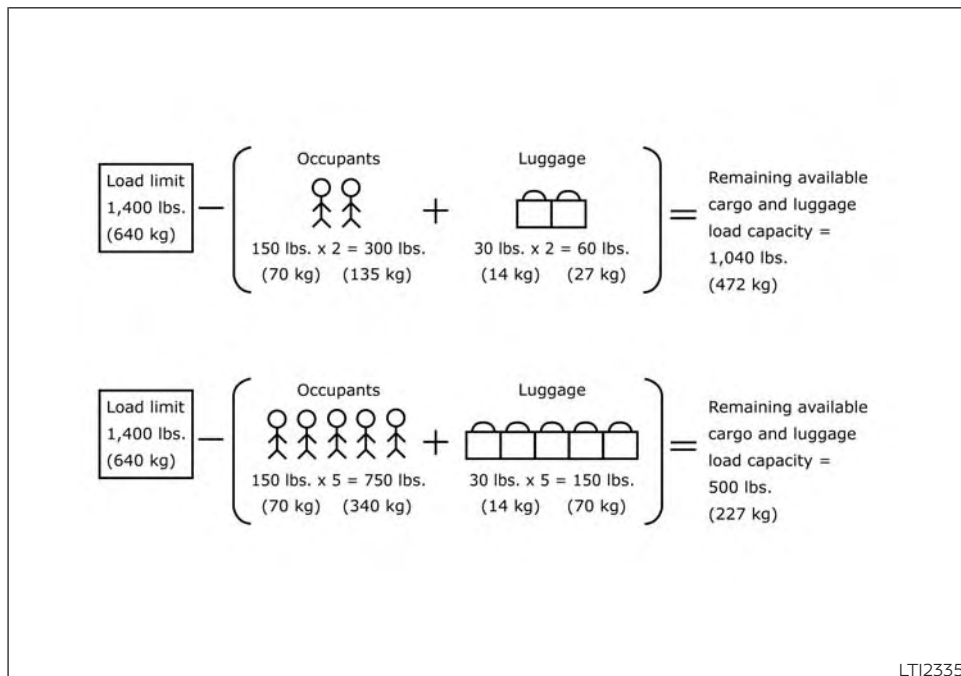 Occupants
Luggage
Load limit
1,400 lbs.
(640 kg)
150 lbs. x 2 = 300 lbs.
(70 kg) (135 kg)
30 lbs. x 2 = 60 lbs.
(14 kg) (27 kg)
Remaining available
cargo and luggage
load capacity =
1,040 lbs.
(472 kg)
Occupants
Luggage
Load limit
1,400 lbs.
(640 kg)
150 lbs. x 5 = 750 lbs.
(70 kg) (340 kg)
30 lbs. x 5 = 150 lbs.
(14 kg) (70 kg)
Remaining available
cargo and luggage
load capacity =
500 lbs.
(227 kg)
LTI2335